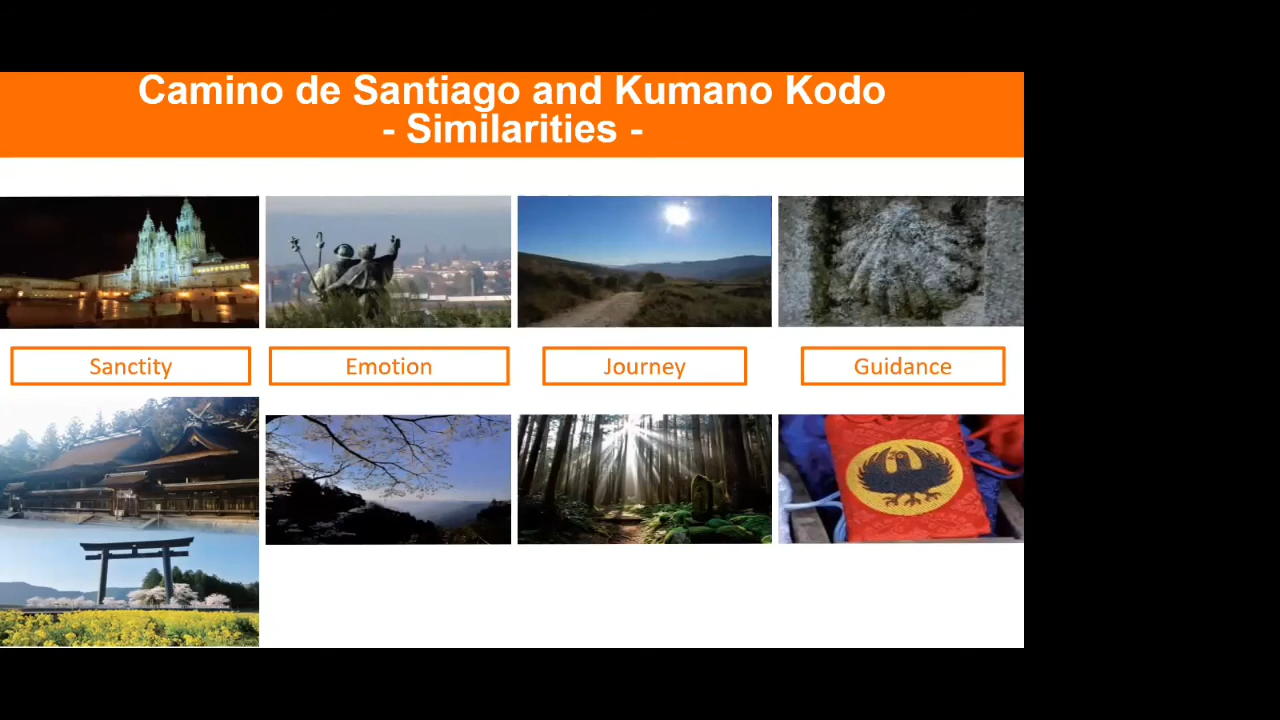 Camino de Santiago and Kumano Kodo
- Similarities -
Sanctity
Emotion
Journey
Guidance